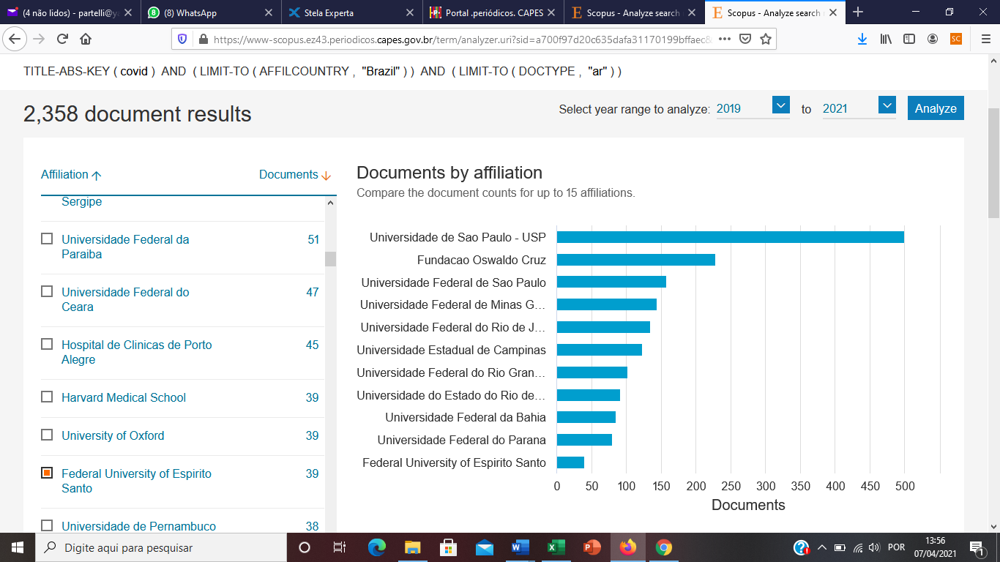 (4 não lidos) - partelli@y
(8) WhatsApp
Stela Experta
Portal .periódicos. CAPES
Scopus - Analyze search
Scopus - Analyze search
https://www-scopus.ez43.periodicos.capes.gov.br/term/analyzer.uri?sid=a700f97d20c635dafa31170199bffaec&
SC
TITLE-ABS-KEY ( covid ) AND ( LIMIT-TO ( AFFILCOUNTRY , "Brazil" ) ) AND ( LIMIT-TO ( DOCTYPE , "ar" ) )
2,358 document results
Select year range to analyze: 2019 to 2021 Analyze
Affiliation Documents
Sergipe
Universidade Federal da Paraiba 51
Universidade Federal do Ceara 47
Hospital de Clinicas de Porto Alegre 45
Harvard Medical School 39
University of Oxford 39
Federal University of Espirito Santo 39
Universidade de Pernambuco 38
Documents by affiliation
Compare the document counts for up to 15 affiliations.
Universidade de Sao Paulo - USP
Fundacao Oswaldo Cruz
Universidade Federal de Sao Paulo
Universidade Federal de Minas G...
Universidade Federal do Rio de J...
Universidade Estadual de Campinas
Universidade Federal do Rio Gran...
Universidade do Estado do Rio de...
Universidade Federal da Bahia
Universidade Federal do Parana
Federal University of Espirito Santo
0 50 100 150 200 250 300 350 400 450 500
Documents
Digite aqui para pesquisar
POR
13:56
07/04/2021
1